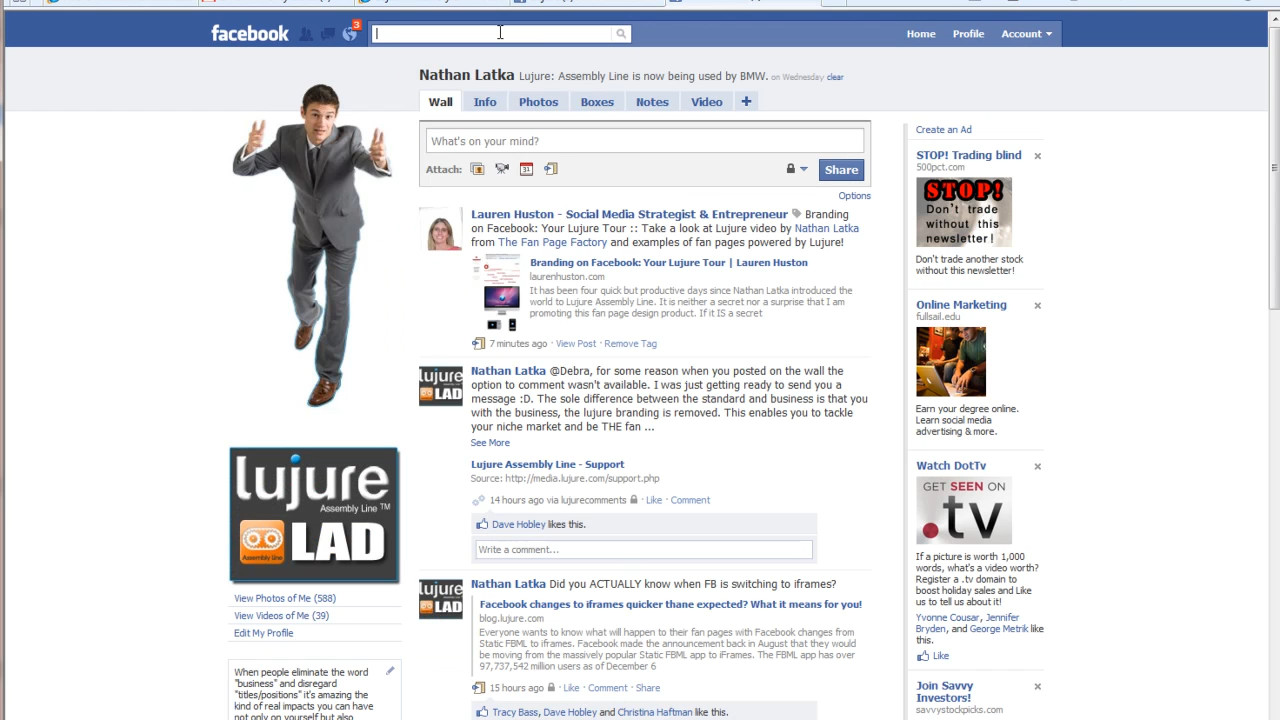 facebook
3
Home
Profile
Account
Nathan Latka Lujure: Assembly Line is now being used by BMW. on Wednesday clear
Wall
Info
Photos
Boxes
Notes
Video
+
What's on your mind?
Attach:
31
Share
Options
Lauren Huston - Social Media Strategist & Entrepreneur Branding
on Facebook: Your Lujure Tour :: Take a look at Lujure video by Nathan Latka
from The Fan Page Factory and examples of fan pages powered by Lujure!
Branding on Facebook: Your Lujure Tour | Lauren Huston
laurenhuston.com
It has been four quick but productive days since Nathan Latka introduced the
world to Lujure Assembly Line. It is neither a secret nor a surprise that I am
promoting this fan page design product. If it IS a secret
7 minutes ago · View Post · Remove Tag
lujure
LAD
Nathan Latka @Debra, for some reason when you posted on the wall the
option to comment wasn't available. I was just getting ready to send you a
message :D. The sole difference between the standard and business is that you
with the business, the lujure branding is removed. This enables you to tackle
your niche market and be THE fan ...
See More
Lujure Assembly Line - Support
Source: http://media.lujure.com/support.php
14 hours ago via lujurecomments · Like · Comment
Dave Hobley likes this.
Write a comment...
lujure
LAD
Nathan Latka Did you ACTUALLY know when FB is switching to iframes?
Facebook changes to iframes quicker thane expected? What it means for you!
blog.lujure.com
Everyone wants to know what will happen to their fan pages with Facebook changes from
Static FBML to iframes. Facebook made the announcement back in August that they would
be moving from the massively popular Static FBML app to iFrames. The FBML app has over
97,737,542 million users as of December 6
15 hours ago · Like · Comment · Share
Tracy Bass, Dave Hobley and Christina Haftman like this.
lujure
Assembly Line ™
Assembly line
LAD
View Photos of Me (588)
View Videos of Me (39)
Edit My Profile
When people eliminate the word
"business" and disregard
"titles/positions" it's amazing the
kind of real impacts you can have
not only on yourself but also
Create an Ad
STOP! Trading blind
500pct.com
STOP!
Don't trade
without this
newsletter!
Don't trade another stock
without this newsletter!
Online Marketing
fullsail.edu
Earn your degree online.
Learn social media
advertising & more.
Watch DotTv
GET SEEN ON
.tv
If a picture is worth 1,000
words, what's a video worth?
Register a .tv domain to
boost holiday sales and Like
us to tell us about it!
Yvonne Cousar, Jennifer
Bryden, and George Metrik like
this.
Like
Join Savvy
Investors!
savvystockpicks.com